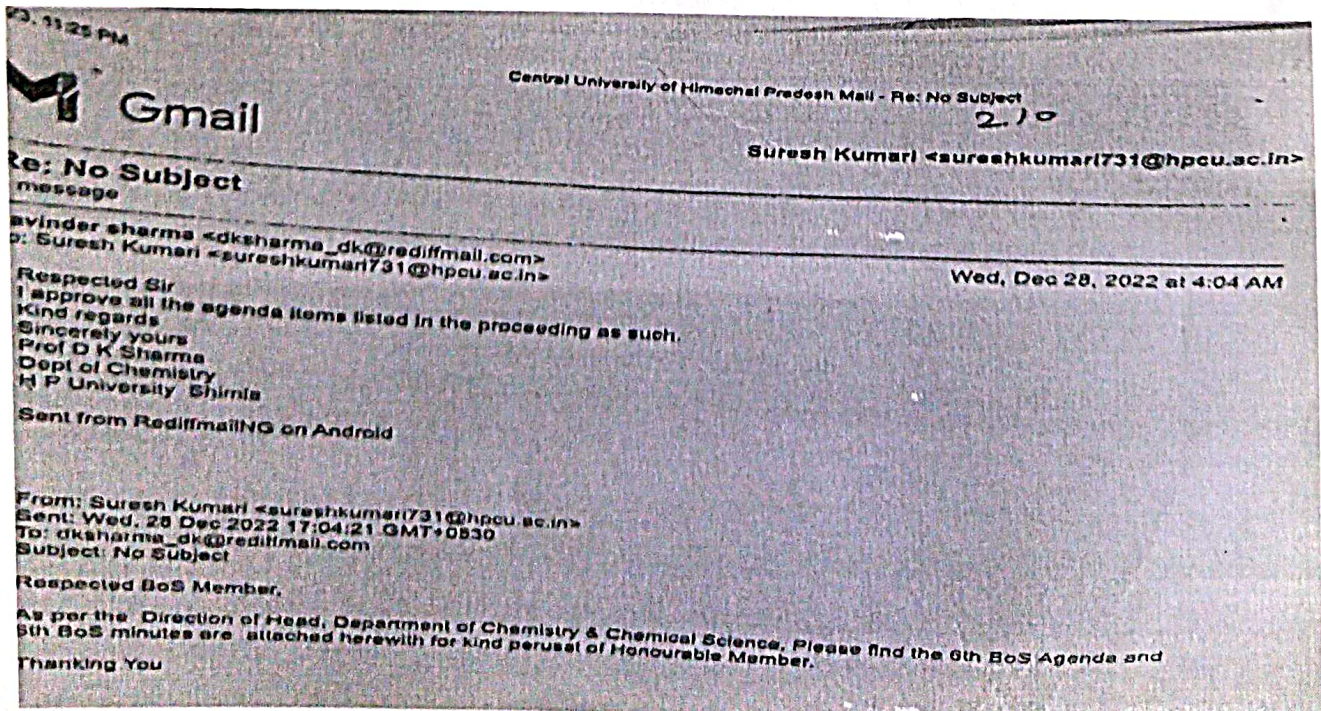 3, 11:25 PM
Central University of Himachal Pradesh Mail - Re: No Subject
2.10
Gmail
Suresh Kumari <sureshkumari731@hpcu.ac.in>
Re: No Subject
message
avinder sharma <dksharma_dk@rediffmail.com>
o: Suresh Kumari <sureshkumari731@hpcu.ac.in>
Wed, Dec 28, 2022 at 4:04 AM
Respected Sir
I approve all the agenda items listed in the proceeding as such.
Kind regards
Sincerely yours
Prof D K Sharma
Dept of Chemistry
H P University Shimla
Sent from RediffmailNG on Android
From: Suresh Kumari <sureshkumari731@hpcu.ac.in>
Sent: Wed, 28 Dec 2022 17:04:21 GMT+0530
To: dksharma_dk@rediffmail.com
Subject: No Subject
Respected BoS Member,
As per the Direction of Head, Department of Chemistry & Chemical Science, Please find the 6th BoS Agenda and
5th BoS minutes are attached herewith for kind perusal of Honourable Member.
Thanking You